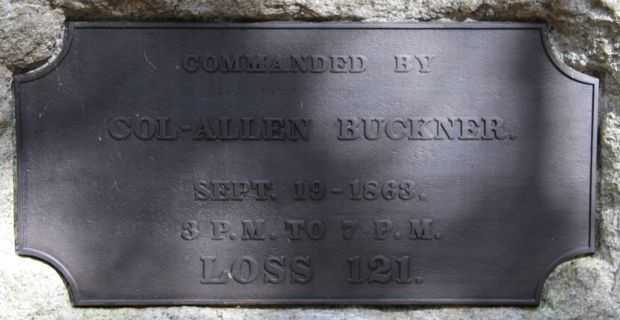 COMMANDED BY
COL-ALLEN BUCKNER.
SEPT. 19-1863.
3 P.M. TO 7 P.M.
LOSS 121.